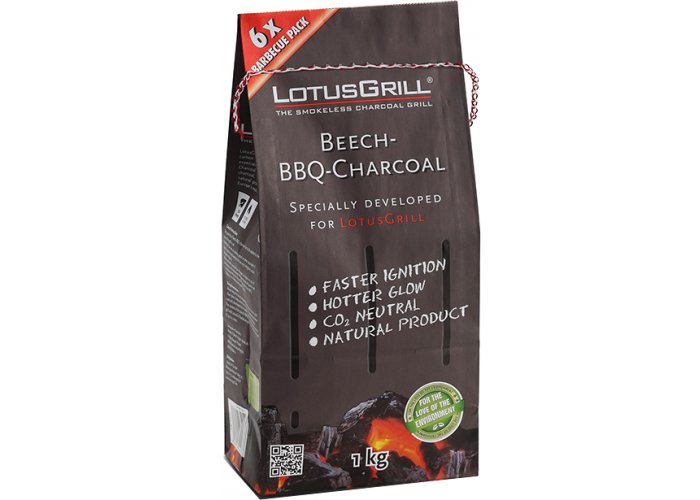 6x
BARBECUE PACK
LOTUSGRILL®
THE SMOKELESS CHARCOAL GRILL
BEECH-
BBQ-CHARCOAL
SPECIALLY DEVELOPED
FOR LOTUSGRILL
FASTER IGNITION
HOTTER GLOW
CO₂ NEUTRAL
NATURAL PRODUCT
FOR THE
LOVE OF THE
ENVIRONMENT
1 kg